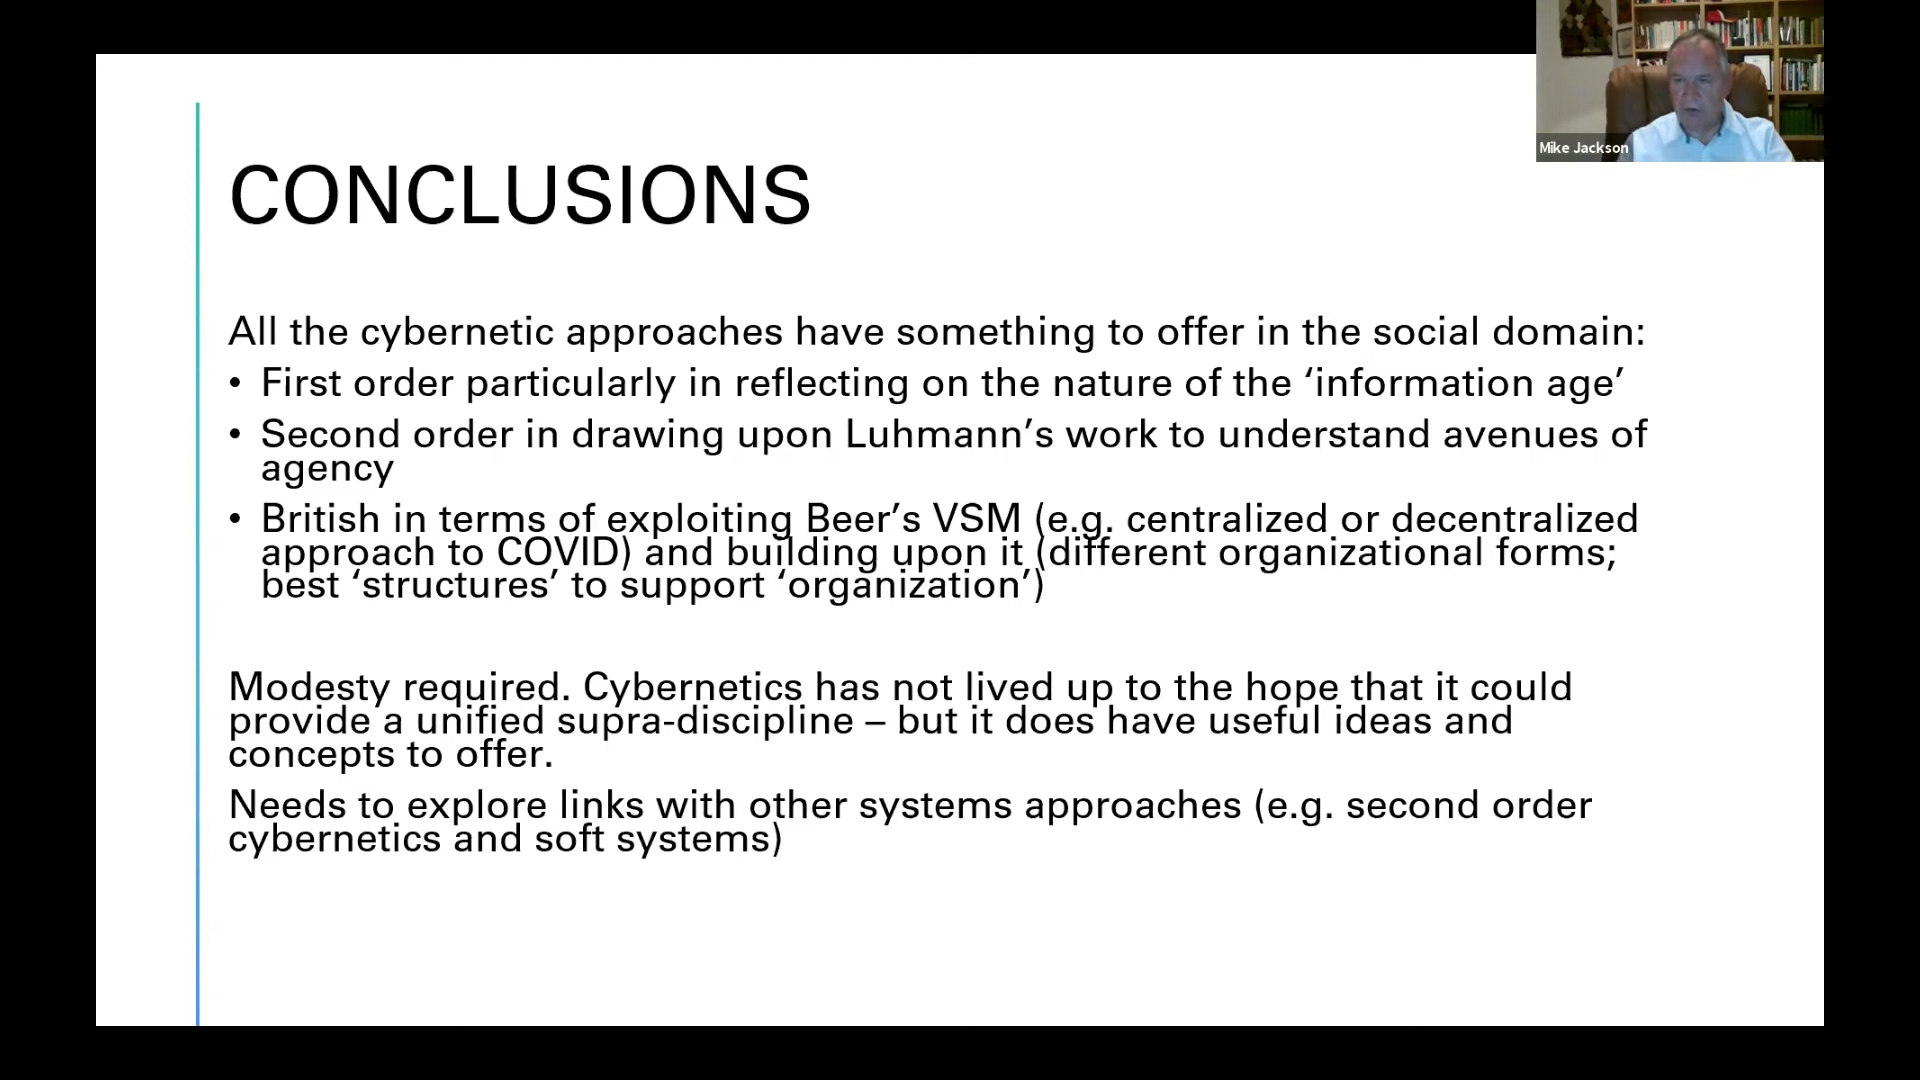 Mike Jackson
CONCLUSIONS
All the cybernetic approaches have something to offer in the social domain:
• First order particularly in reflecting on the nature of the ‘information age’
• Second order in drawing upon Luhmann’s work to understand avenues of
agency
• British in terms of exploiting Beer’s VSM (e.g. centralized or decentralized
approach to COVID) and building upon it (different organizational forms;
best ‘structures’ to support ‘organization’)
Modesty required. Cybernetics has not lived up to the hope that it could
provide a unified supra-discipline – but it does have useful ideas and
concepts to offer.
Needs to explore links with other systems approaches (e.g. second order
cybernetics and soft systems)